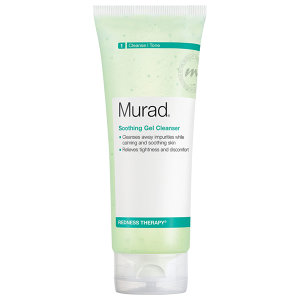 1 Cleanse / Tone
Murad.
Soothing Gel Cleanser
• Cleanses away impurities while
calming and soothing skin
• Relieves tightness and discomfort
REDNESS THERAPY®